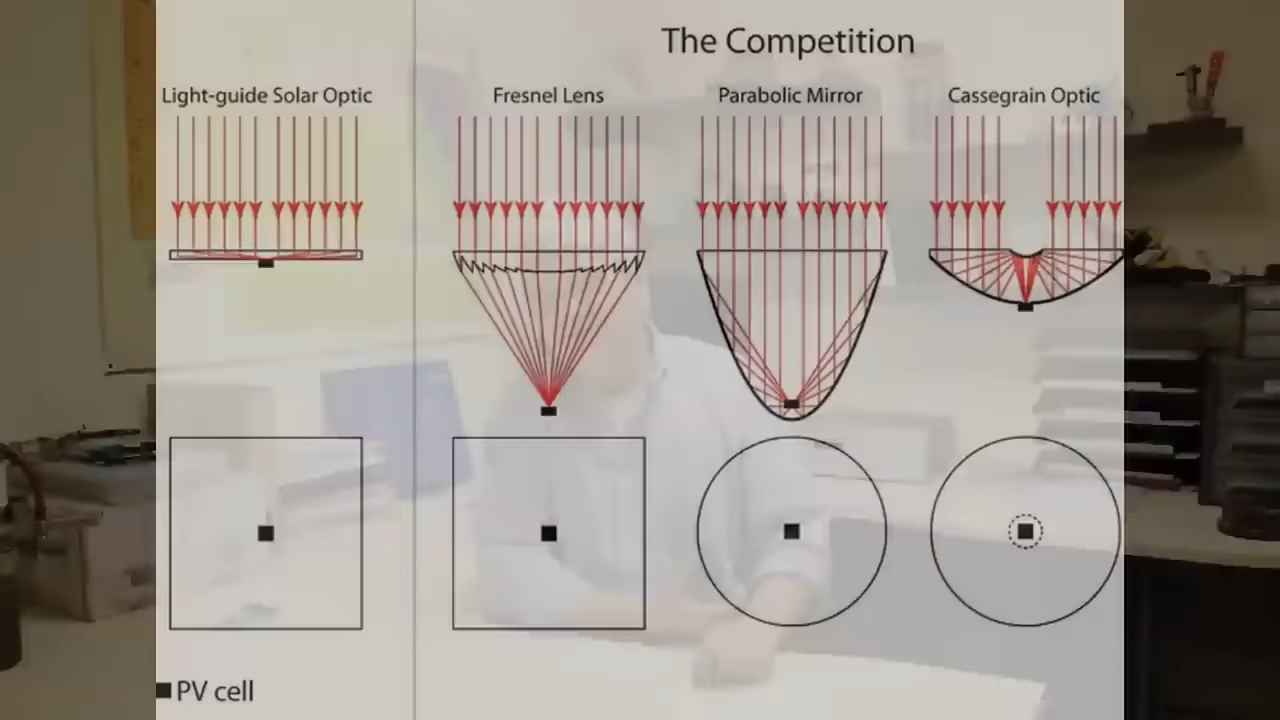 The Competition
Light-guide Solar Optic
Fresnel Lens
Parabolic Mirror
Cassegrain Optic
PV cell